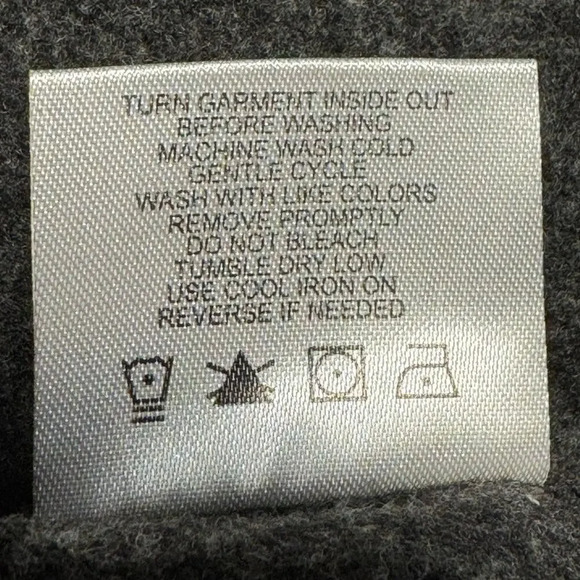 TURN GARMENT INSIDE OUT
BEFORE WASHING
MACHINE WASH COLD
GENTLE CYCLE
WASH WITH LIKE COLORS
REMOVE PROMPTLY
DO NOT BLEACH
TUMBLE DRY LOW
USE COOL IRON ON
REVERSE IF NEEDED